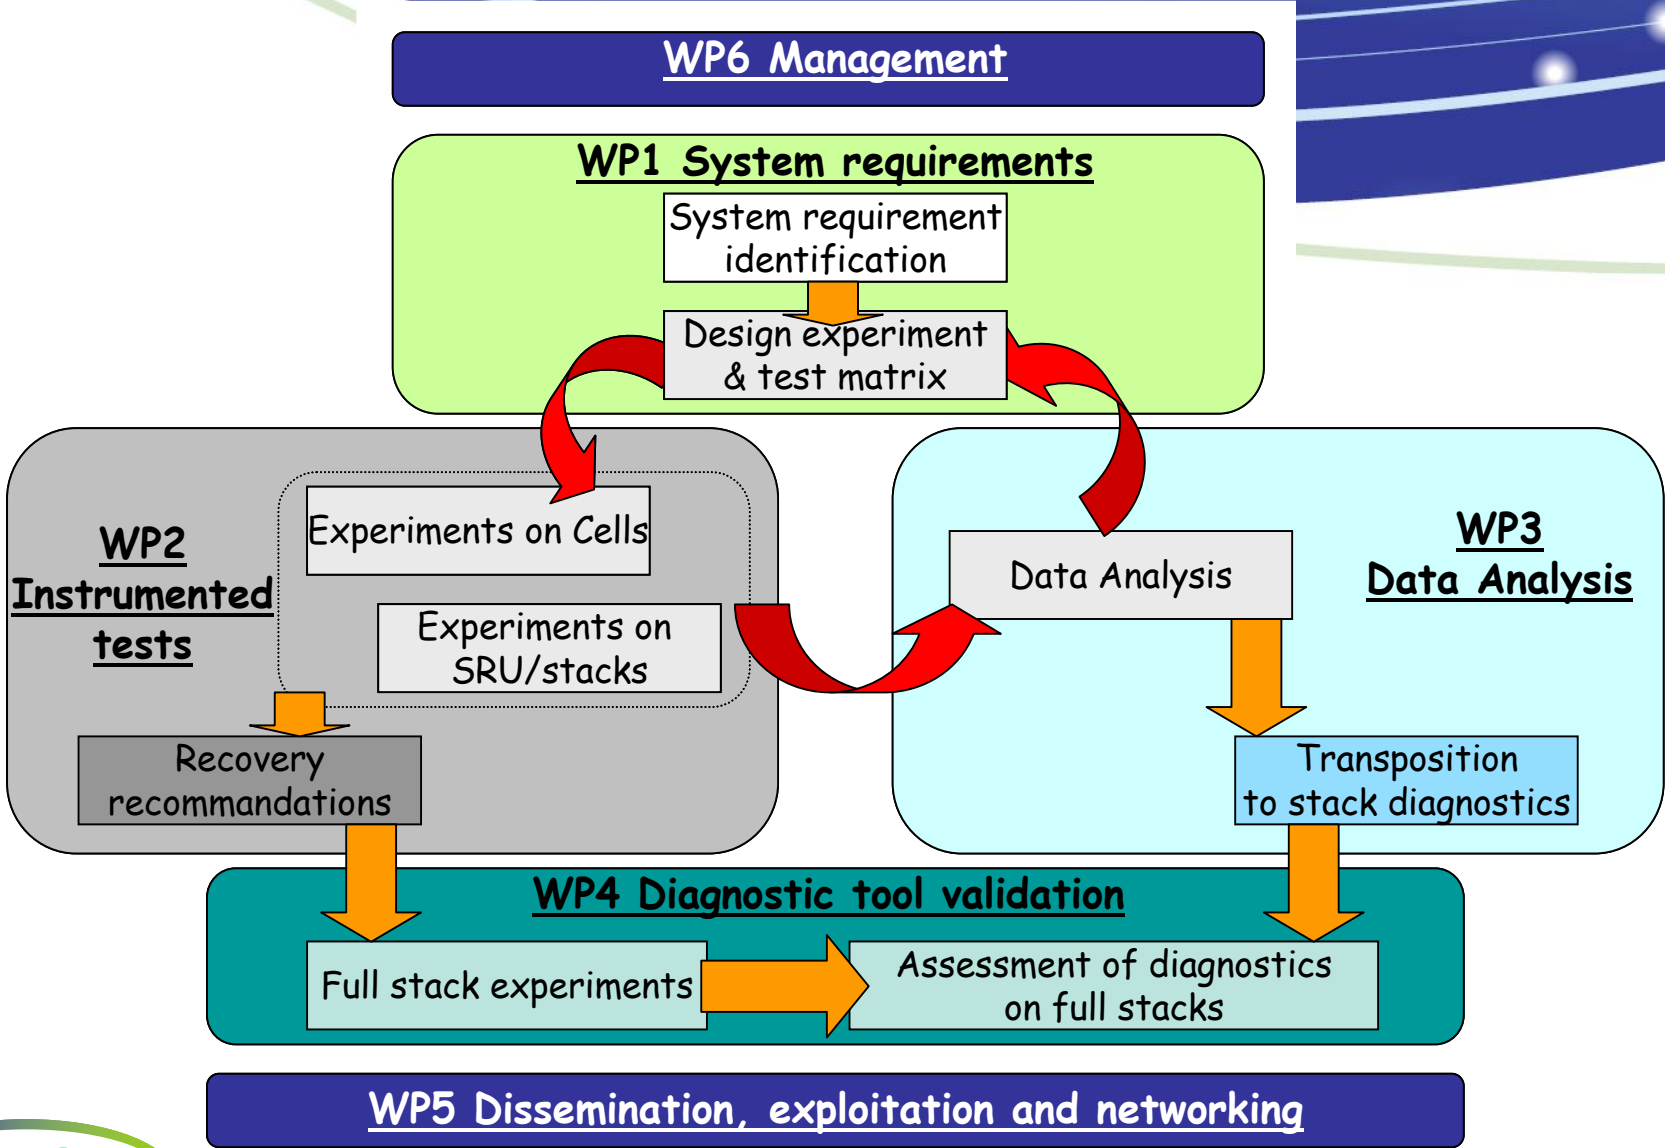 WP6 Management
WP1 System requirements
System requirement
identification
Design experiment
& test matrix
WP2
Instrumented
tests
Experiments on Cells
Experiments on
SRU/stacks
Recovery
recommandations
WP3
Data Analysis
Data Analysis
Transposition
to stack diagnostics
WP4 Diagnostic tool validation
Full stack experiments
Assessment of diagnostics
on full stacks
WP5 Dissemination, exploitation and networking